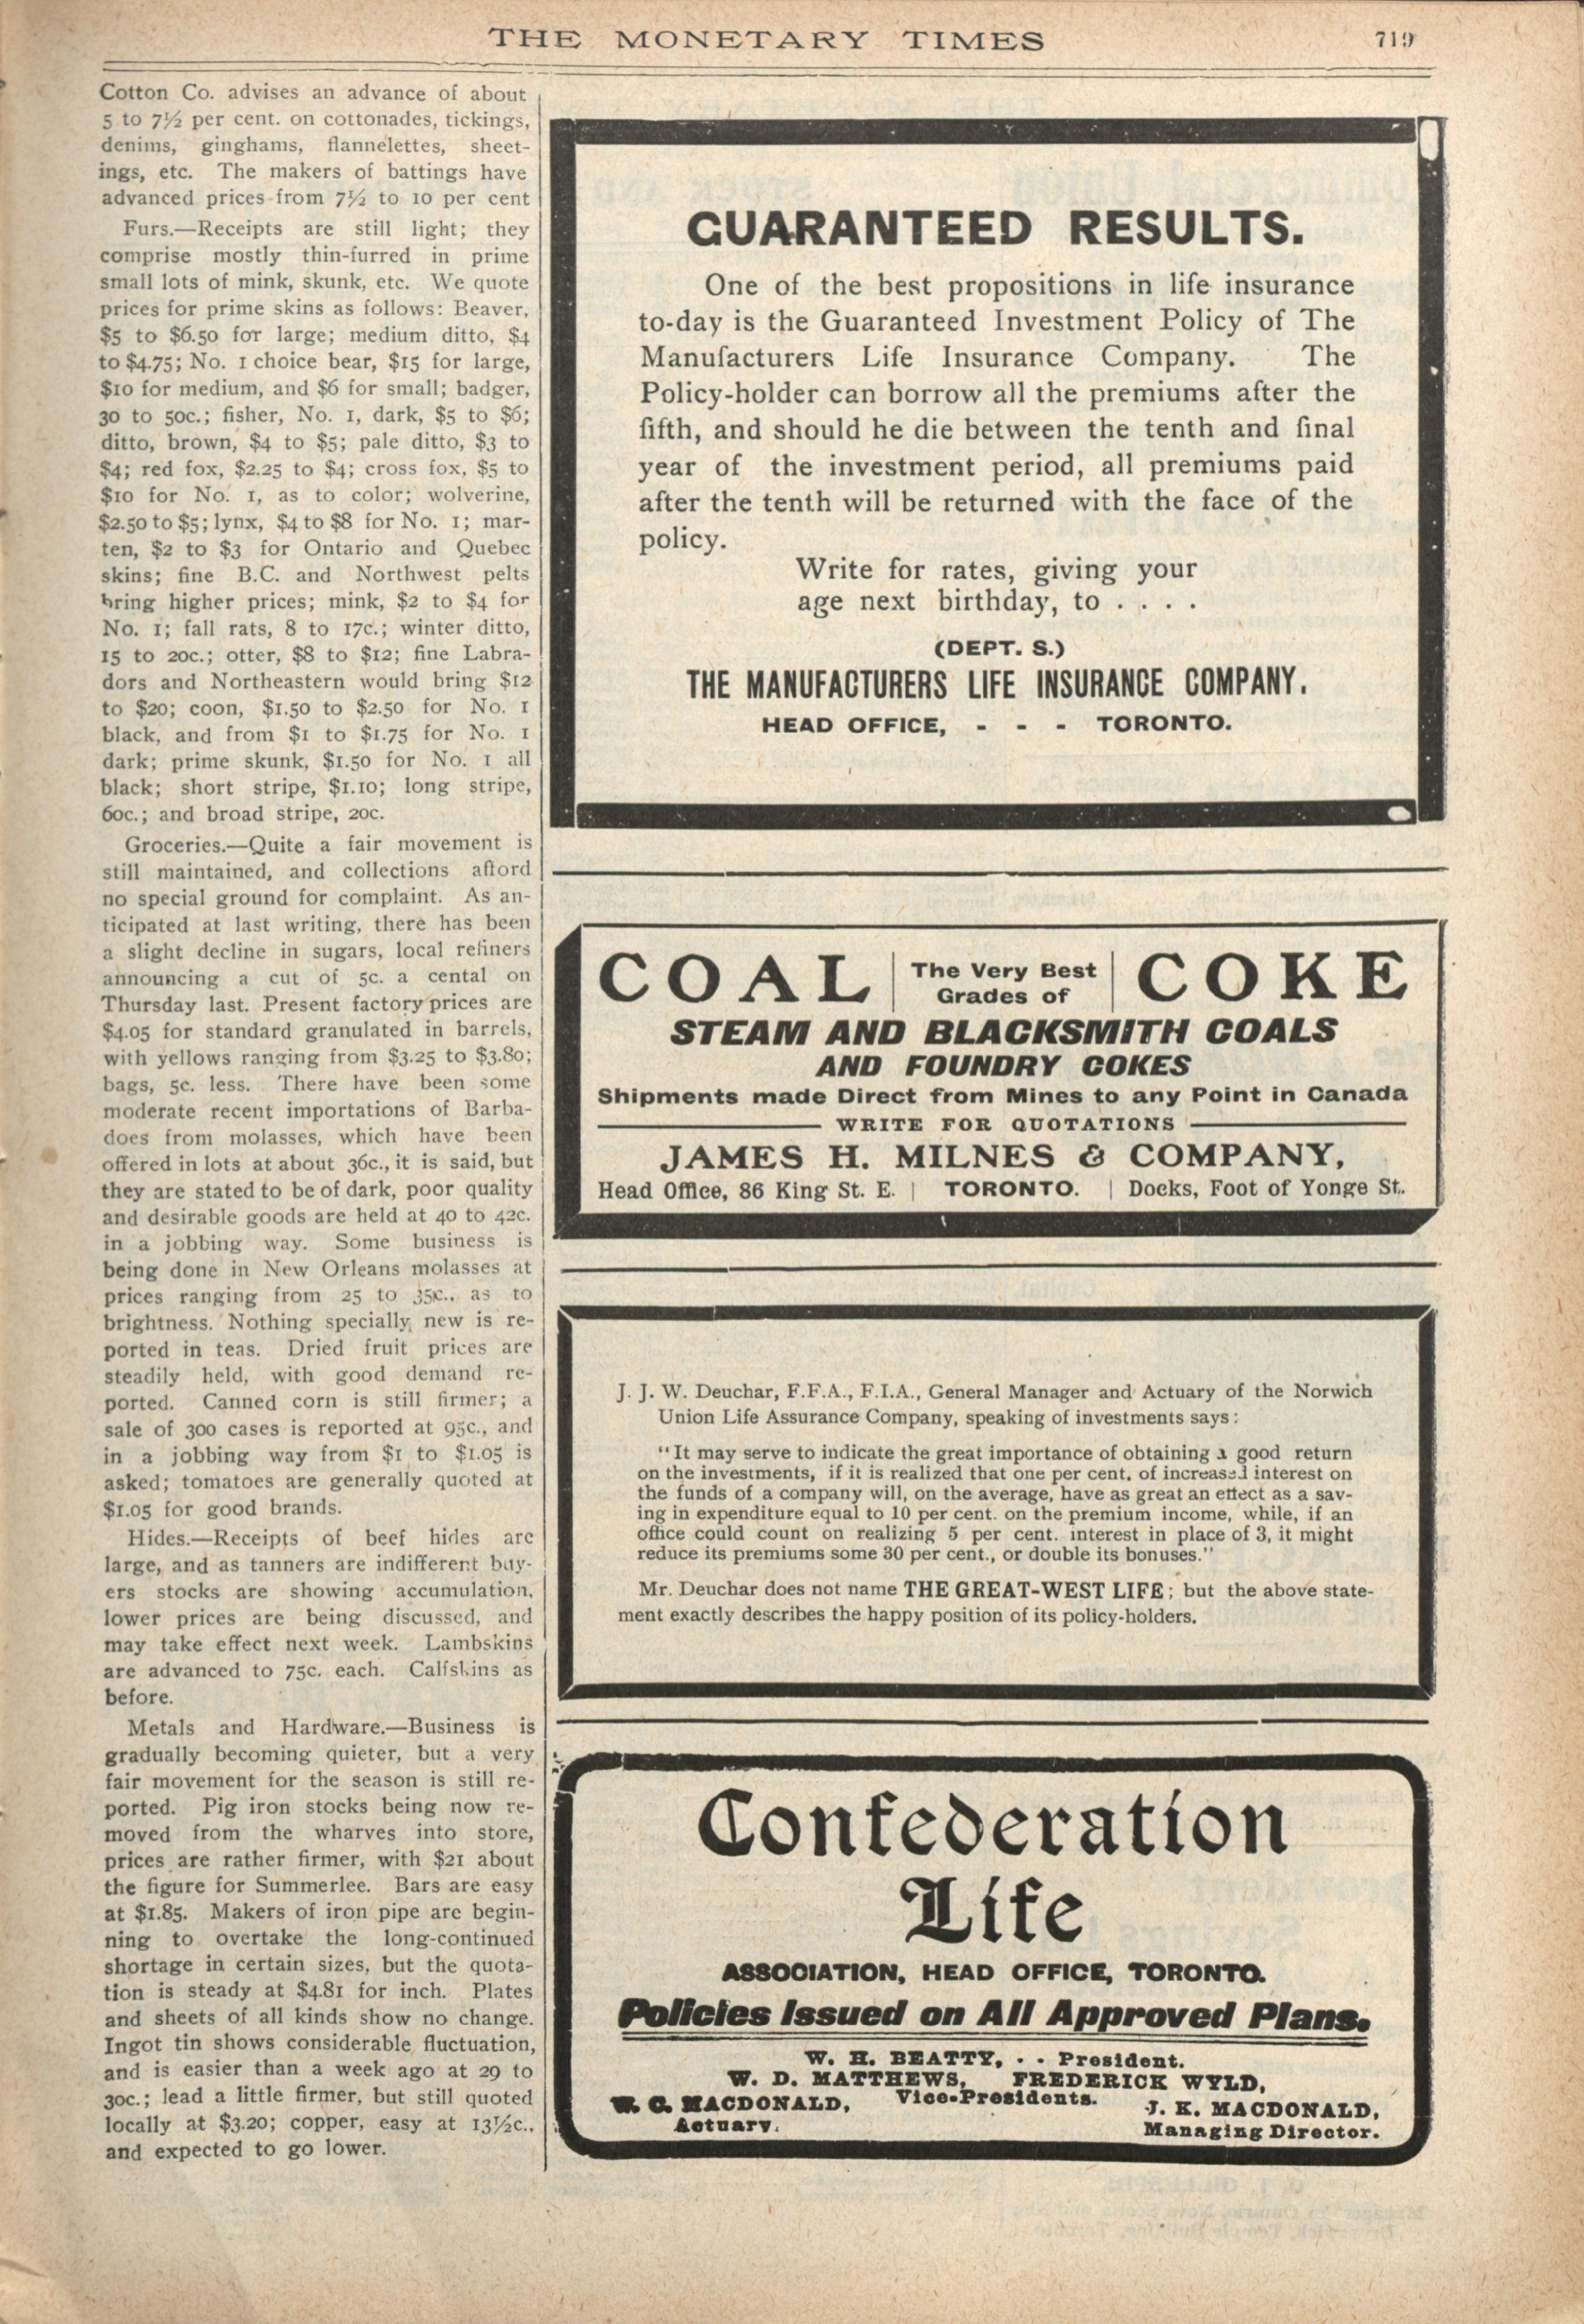 THE MONETARY TIMES 719
Cotton Co. advises an advance of about
5 to 7½ per cent. on cottonades, tickings,
denims, ginghams, flannelettes, sheet-
ings, etc. The makers of battings have
advanced prices from 7½ to 10 per cent
Furs.—Receipts are still light; they
comprise mostly thin-furred in prime
small lots of mink, skunk, etc. We quote
prices for prime skins as follows: Beaver,
$5 to $6.50 for large; medium ditto, $4
to $4.75; No. 1 choice bear, $15 for large,
$10 for medium, and $6 for small; badger,
30 to 50c.; fisher, No. 1, dark, $5 to $6;
ditto, brown, $4 to $5; pale ditto, $3 to
$4; red fox, $2.25 to $4; cross fox, $5 to
$10 for No. 1, as to color; wolverine,
$2.50 to $5; lynx, $4 to $8 for No. 1; mar-
ten, $2 to $3 for Ontario and Quebec
skins; fine B.C. and Northwest pelts
bring higher prices; mink, $2 to $4 for
No. 1; fall rats, 8 to 17c.; winter ditto,
15 to 20c.; otter, $8 to $12; fine Labra-
dors and Northeastern would bring $12
to $20; coon, $1.50 to $2.50 for No. 1
black, and from $1 to $1.75 for No. 1
dark; prime skunk, $1.50 for No. 1 all
black; short stripe, $1.10; long stripe,
60c.; and broad stripe, 20c.
Groceries.—Quite a fair movement is
still maintained, and collections afford
no special ground for complaint. As an-
ticipated at last writing, there has been
a slight decline in sugars, local refiners
announcing a cut of 5c. a cental on
Thursday last. Present factory prices are
$4.05 for standard granulated in barrels,
with yellows ranging from $3.25 to $3.80;
bags, 5c. less. There have been some
moderate recent importations of Barba-
does from molasses, which have been
offered in lots at about 36c., it is said, but
they are stated to be of dark, poor quality
and desirable goods are held at 40 to 42c.
in a jobbing way. Some business is
being done in New Orleans molasses at
prices ranging from 25 to 35c., as to
brightness. Nothing specially new is re-
ported in teas. Dried fruit prices are
steadily held, with good demand re-
ported. Canned corn is still firmer; a
sale of 300 cases is reported at 95c., and
in a jobbing way from $1 to $1.05 is
asked; tomatoes are generally quoted at
$1.05 for good brands.
Hides.—Receipts of beef hides are
large, and as tanners are indifferent buy-
ers stocks are showing accumulation,
lower prices are being discussed, and
may take effect next week. Lambskins
are advanced to 75c. each. Calfskins as
before.
Metals and Hardware.—Business is
gradually becoming quieter, but a very
fair movement for the season is still re-
ported. Pig iron stocks being now re-
moved from the wharves into store,
prices are rather firmer, with $21 about
the figure for Summerlee. Bars are easy
at $1.85. Makers of iron pipe are begin-
ning to overtake the long-continued
shortage in certain sizes, but the quota-
tion is steady at $4.81 for inch. Plates
and sheets of all kinds show no change.
Ingot tin shows considerable fluctuation,
and is easier than a week ago at 29 to
30c.; lead a little firmer, but still quoted
locally at $3.20; copper, easy at 13½c.,
and expected to go lower.
GUARANTEED RESULTS.
One of the best propositions in life insurance
to-day is the Guaranteed Investment Policy of The
Manufacturers Life Insurance Company. The
Policy-holder can borrow all the premiums after the
fifth, and should he die between the tenth and final
year of the investment period, all premiums paid
after the tenth will be returned with the face of the
policy.
Write for rates, giving your
age next birthday, to . . . .
(DEPT. S.)
THE MANUFACTURERS LIFE INSURANCE COMPANY.
HEAD OFFICE, - - - TORONTO.
COAL | The Very Best Grades of | COKE
STEAM AND BLACKSMITH COALS
AND FOUNDRY COKES
Shipments made Direct from Mines to any Point in Canada
WRITE FOR QUOTATIONS
JAMES H. MILNES & COMPANY,
Head Office, 86 King St. E. | TORONTO. | Docks, Foot of Yonge St.
J. J. W. Deuchar, F.F.A., F.I.A., General Manager and Actuary of the Norwich
Union Life Assurance Company, speaking of investments says:
"It may serve to indicate the great importance of obtaining a good return
on the investments, if it is realized that one per cent. of increased interest on
the funds of a company will, on the average, have as great an effect as a sav-
ing in expenditure equal to 10 per cent. on the premium income, while, if an
office could count on realizing 5 per cent. interest in place of 3, it might
reduce its premiums some 30 per cent., or double its bonuses."
Mr. Deuchar does not name THE GREAT-WEST LIFE; but the above state-
ment exactly describes the happy position of its policy-holders.
Confederation
Life
ASSOCIATION, HEAD OFFICE, TORONTO.
Policies Issued on All Approved Plans.
W. H. BEATTY, - - President.
W. D. MATTHEWS, FREDERICK WYLD,
Vice-Presidents.
W. C. MACDONALD, J. K. MACDONALD,
Actuary. Managing Director.